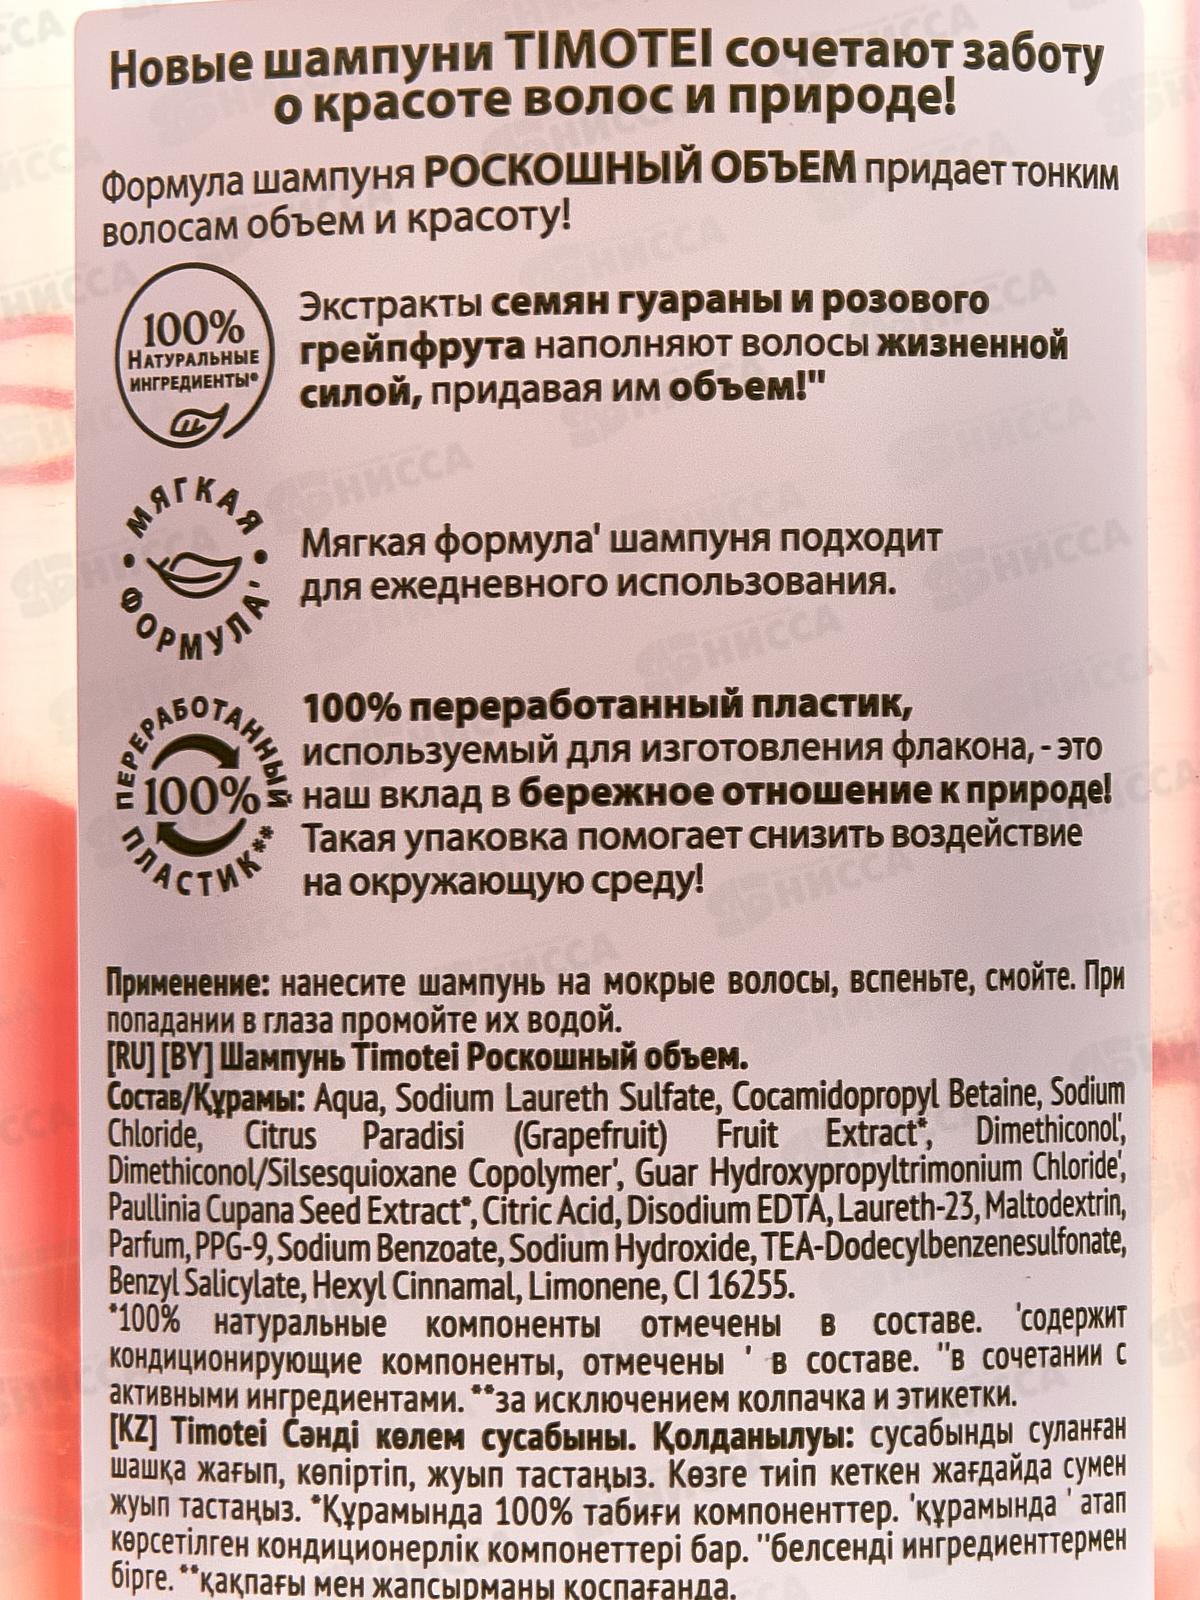 Новые шампуни TIMOTEI сочетают заботу
о красоте волос и природе!
Формула шампуня РОСКОШНЫЙ ОБЪЕМ придает тонким
волосам объем и красоту!
100%
НАТУРАЛЬНЫЕ
ИНГРЕДИЕНТЫ*
Экстракты семян гуараны и розового
грейпфрута наполняют волосы жизненной
силой, придавая им объем!"
МЯГКАЯ
ФОРМУЛА'
Мягкая формула' шампуня подходит
для ежедневного использования.
ПЕРЕРАБОТАННЫЙ
100%
ПЛАСТИК**
100% переработанный пластик,
используемый для изготовления флакона, - это
наш вклад в бережное отношение к природе!
Такая упаковка помогает снизить воздействие
на окружающую среду!
Применение: нанесите шампунь на мокрые волосы, вспеньте, смойте. При
попадании в глаза промойте их водой.
[RU] [BY] Шампунь Timotei Роскошный объем.
Состав/Құрамы: Aqua, Sodium Laureth Sulfate, Cocamidopropyl Betaine, Sodium
Chloride, Citrus Paradisi (Grapefruit) Fruit Extract*, Dimethiconol',
Dimethiconol/Silsesquioxane Copolymer', Guar Hydroxypropyltrimonium Chloride',
Paullinia Cupana Seed Extract*, Citric Acid, Disodium EDTA, Laureth-23, Maltodextrin,
Parfum, PPG-9, Sodium Benzoate, Sodium Hydroxide, TEA-Dodecylbenzenesulfonate,
Benzyl Salicylate, Hexyl Cinnamal, Limonene, CI 16255.
*100% натуральные компоненты отмечены в составе. 'содержит
кондиционирующие компоненты, отмечены ' в составе. "в сочетании с
активными ингредиентами. **за исключением колпачка и этикетки.
[KZ] Timotei Сәнді көлем сусабыны. Қолданылуы: сусабынды суланған
шашқа жағып, көпіртіп, жуып тастаңыз. Көзге тиіп кеткен жағдайда сумен
жуып тастаңыз. *Құрамында 100% табиғи компоненттер. 'құрамында ' атап
көрсетілген кондиционерлік компонеттері бар. "белсенді ингредиенттермен
бірге. **қақпағы мен жапсырманы қоспағанда.